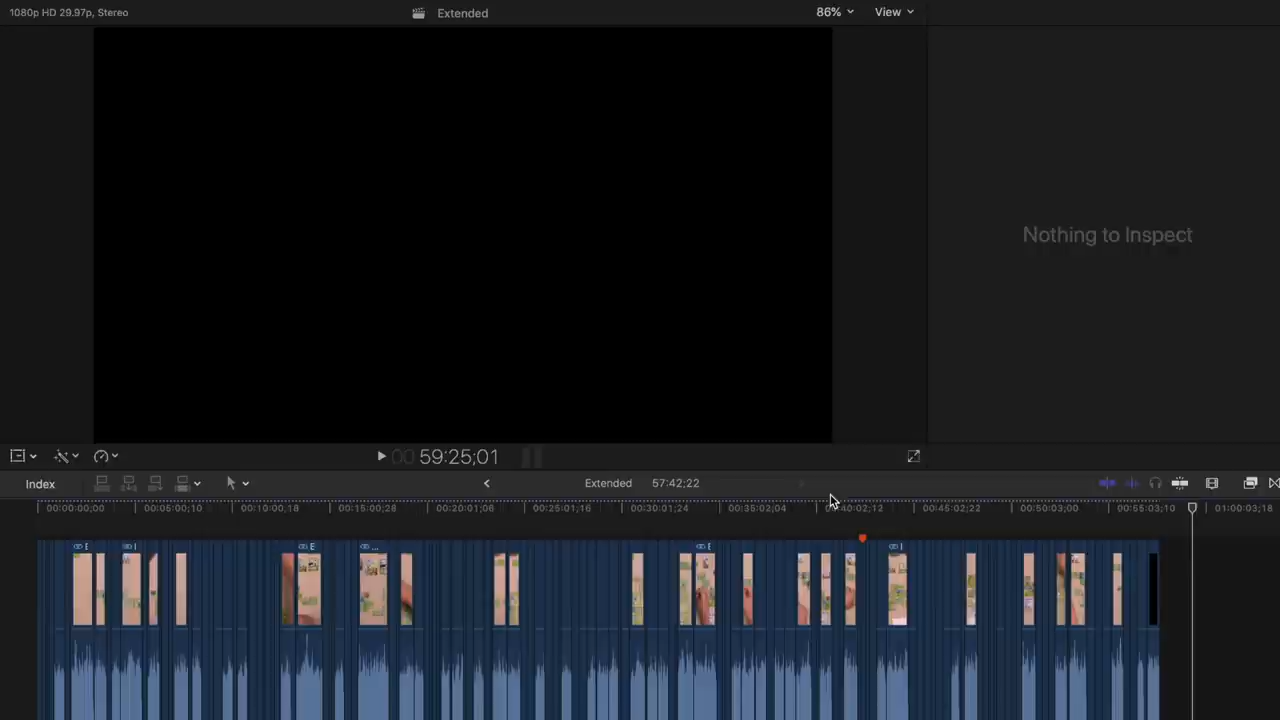 1080p HD 29.97p, Stereo
Extended
86%
View
Nothing to Inspect
00 59:25;01
Index
Extended
57:42;22
00:00:00;00
00:05:00;10
00:10:00;18
00:15:00;28
00:20:01;08
00:25:01;16
00:30:01;24
00:35:02;04
00:40:02;12
00:45:02;22
00:50:03;00
00:55:03;10
01:00:03;18
E
I
E
...
E
I